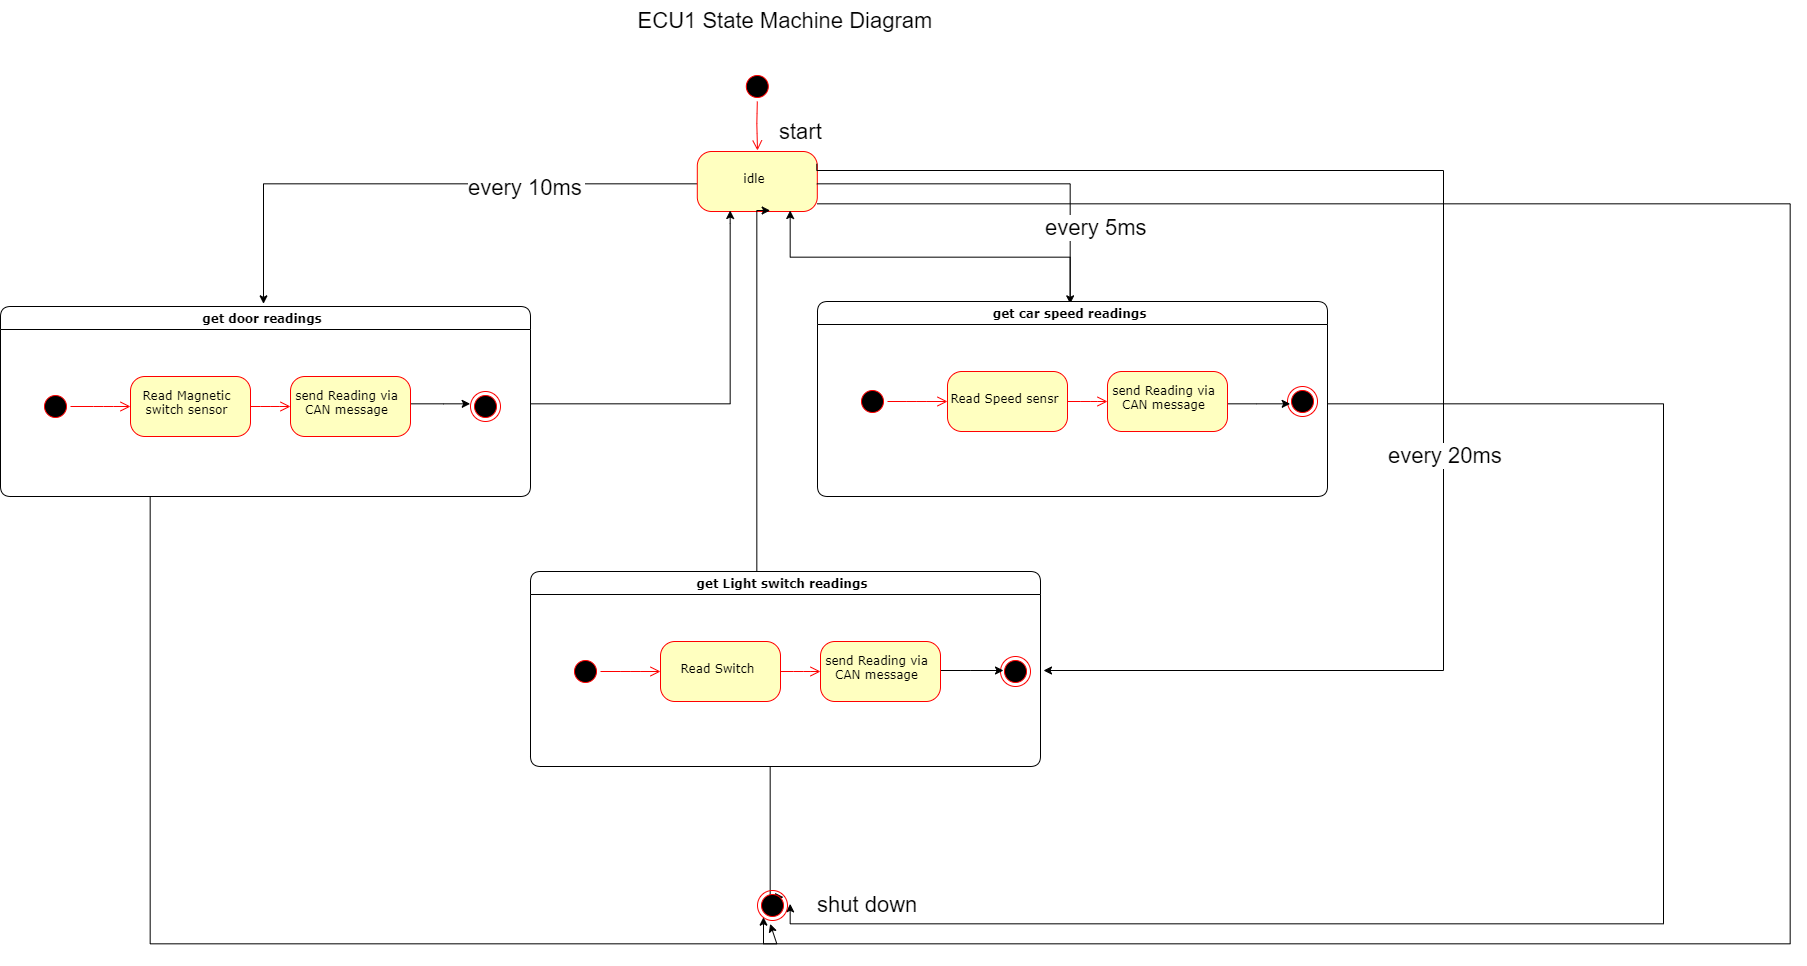 ECU1 State Machine Diagram
start
idle
every 10ms
every 5ms
get door readings
Read Magnetic
switch sensor
send Reading via
CAN message
get car speed readings
Read Speed sensr
send Reading via
CAN message
every 20ms
get Light switch readings
Read Switch
send Reading via
CAN message
shut down